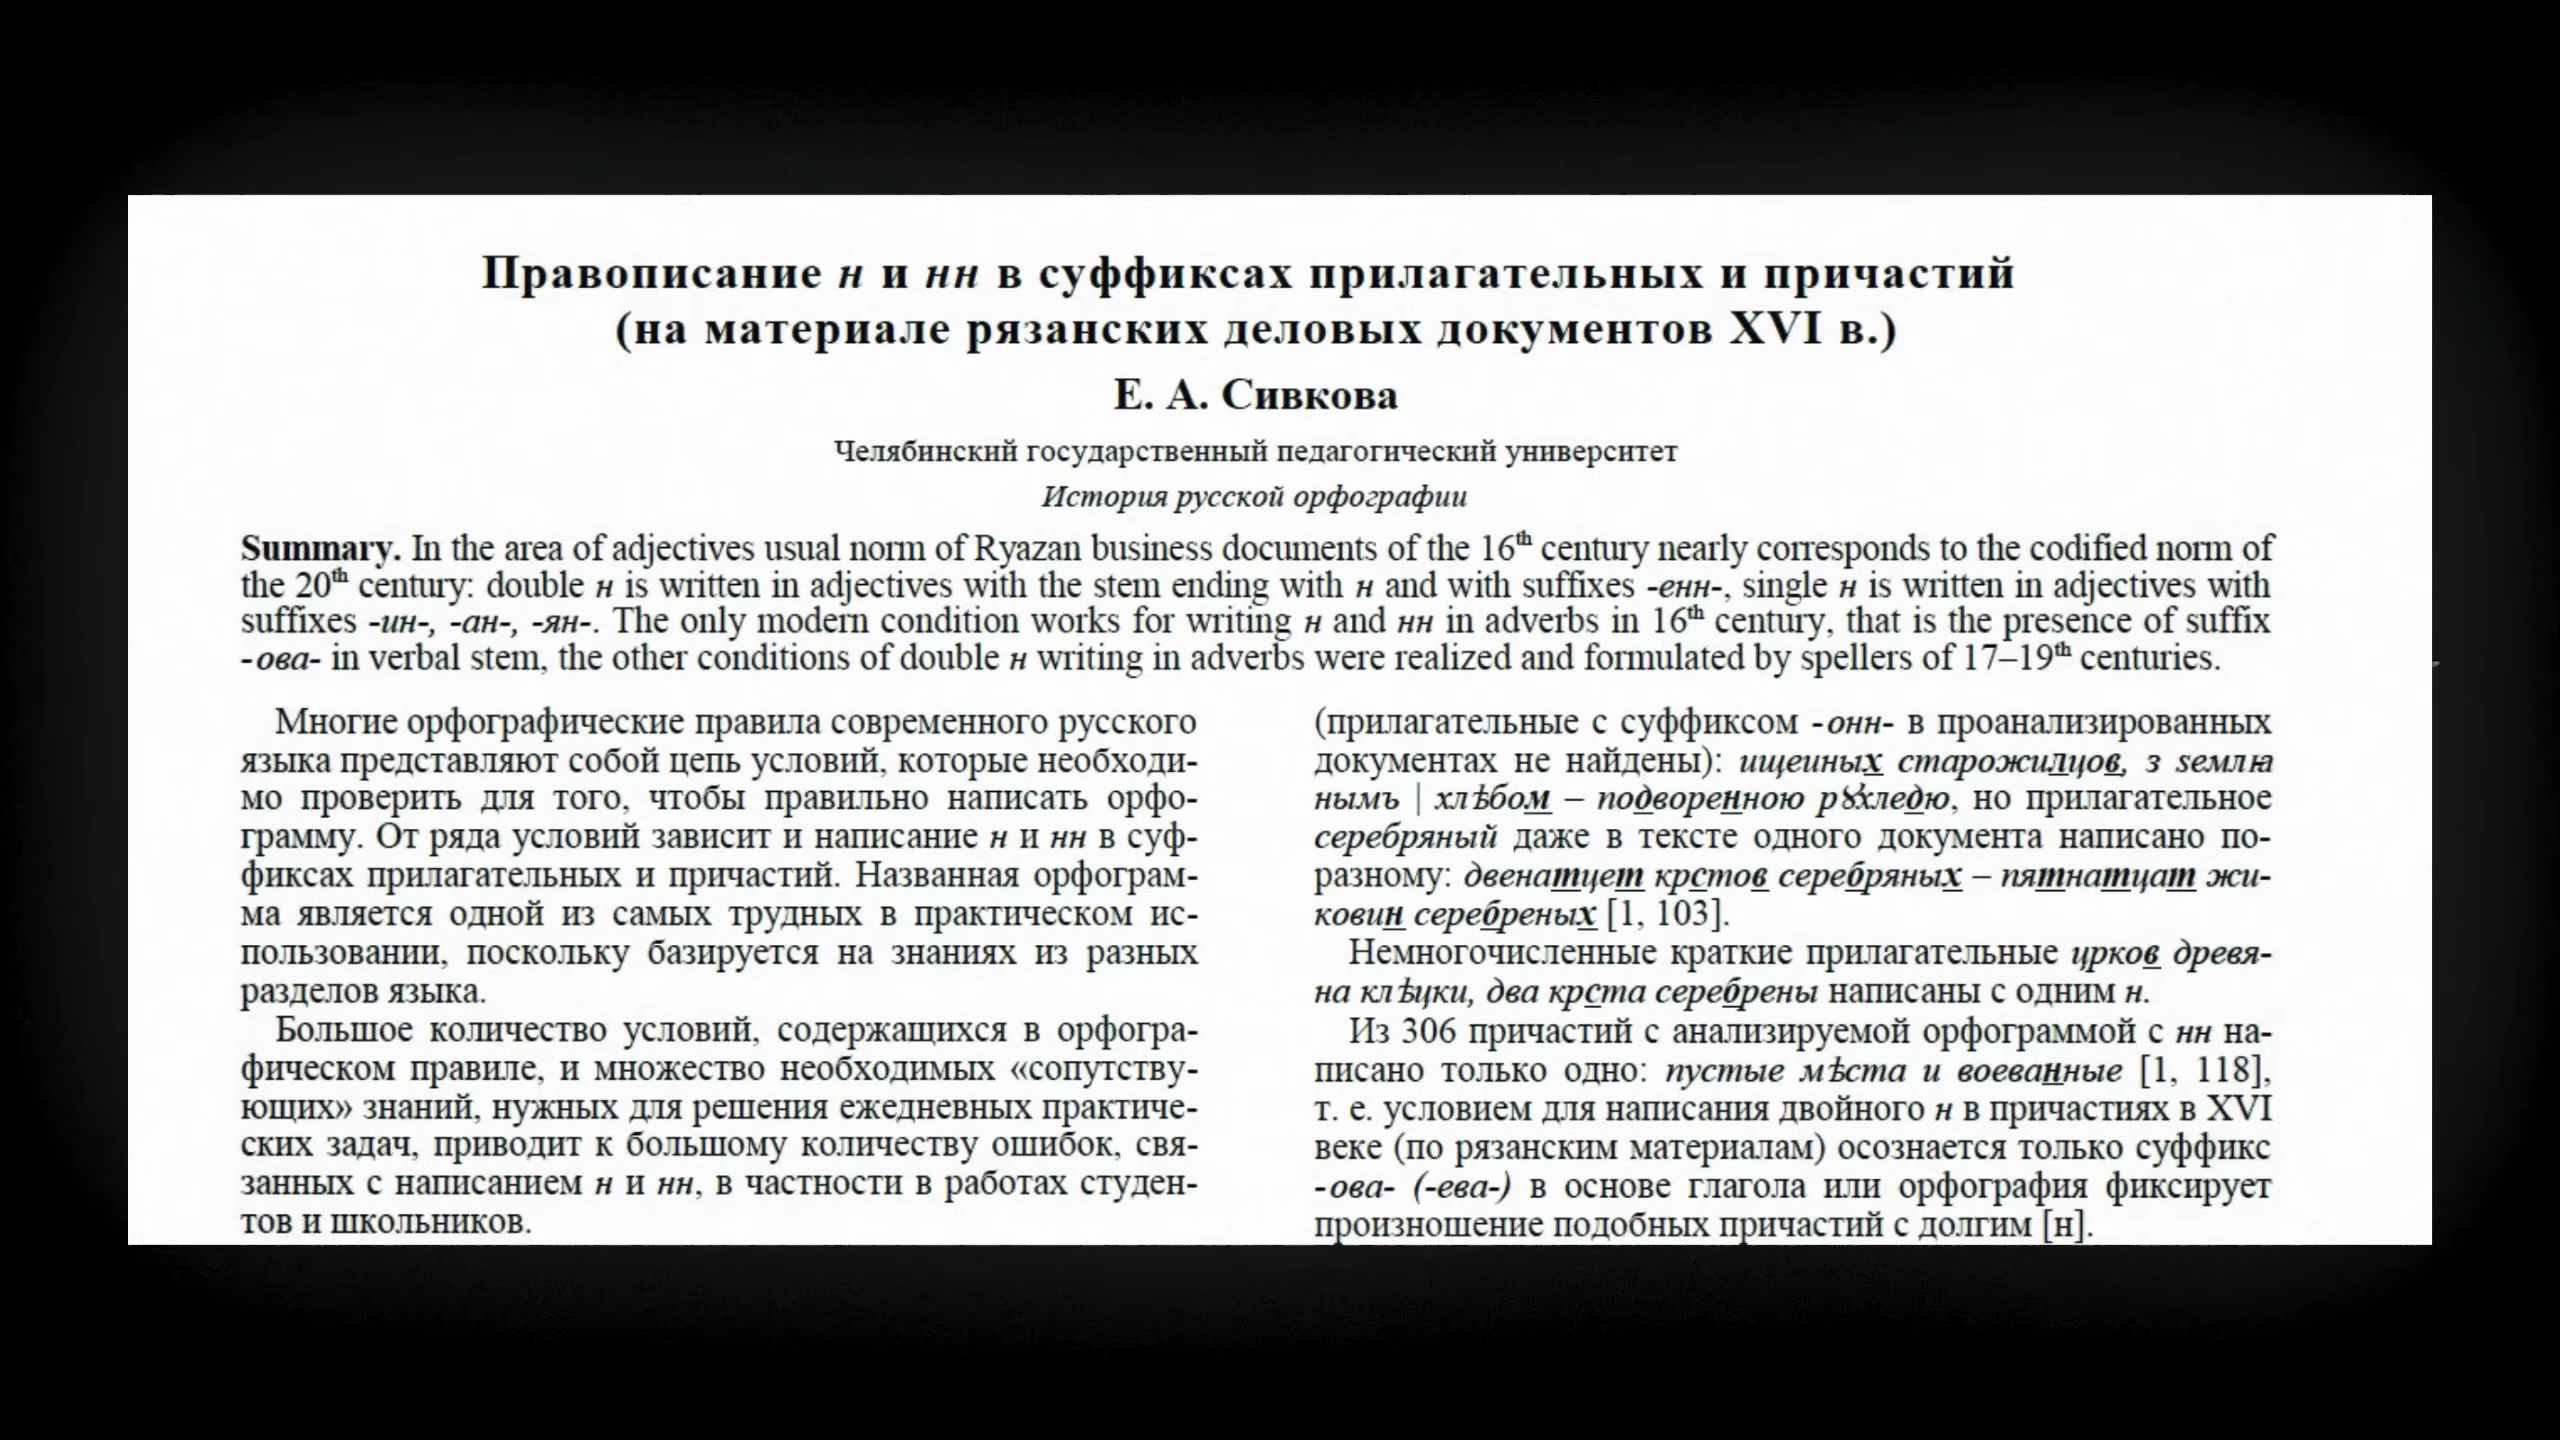 Правописание н и нн в суффиксах прилагательных и причастий
(на материале рязанских деловых документов XVI в.)
Е. А. Сивкова
Челябинский государственный педагогический университет
История русской орфографии
Summary. In the area of adjectives usual norm of Ryazan business documents of the 16th century nearly corresponds to the codified norm of
the 20th century: double н is written in adjectives with the stem ending with н and with suffixes -енн-, single н is written in adjectives with
suffixes -ин-, -ан-, -ян-. The only modern condition works for writing н and нн in adverbs in 16th century, that is the presence of suffix
-ова- in verbal stem, the other conditions of double н writing in adverbs were realized and formulated by spellers of 17–19th centuries.
Многие орфографические правила современного русского
языка представляют собой цепь условий, которые необходи-
мо проверить для того, чтобы правильно написать орфо-
грамму. От ряда условий зависит и написание н и нн в суф-
фиксах прилагательных и причастий. Названная орфограм-
ма является одной из самых трудных в практическом ис-
пользовании, поскольку базируется на знаниях из разных
разделов языка.
Большое количество условий, содержащихся в орфогра-
фическом правиле, и множество необходимых «сопутству-
ющих» знаний, нужных для решения ежедневных практиче-
ских задач, приводит к большому количеству ошибок, свя-
занных с написанием н и нн, в частности в работах студен-
тов и школьников.
(прилагательные с суффиксом -онн- в проанализированных
документах не найдены): ищеиных старожилцов, з ѕемлꙗ
нымъ | хлѣбом – подворенною рꙋхледю, но прилагательное
серебряный даже в тексте одного документа написано по-
разному: двенатцет крстов серебряных – пятнатцат жи-
ковин серебреных [1, 103].
Немногочисленные краткие прилагательные црков древя-
на клѣцки, два крста серебрены написаны с одним н.
Из 306 причастий с анализируемой орфограммой с нн на-
писано только одно: пустые мѣста и воеванные [1, 118],
т. е. условием для написания двойного н в причастиях в XVI
веке (по рязанским материалам) осознается только суффикс
-ова- (-ева-) в основе глагола или орфография фиксирует
произношение подобных причастий с долгим [н].